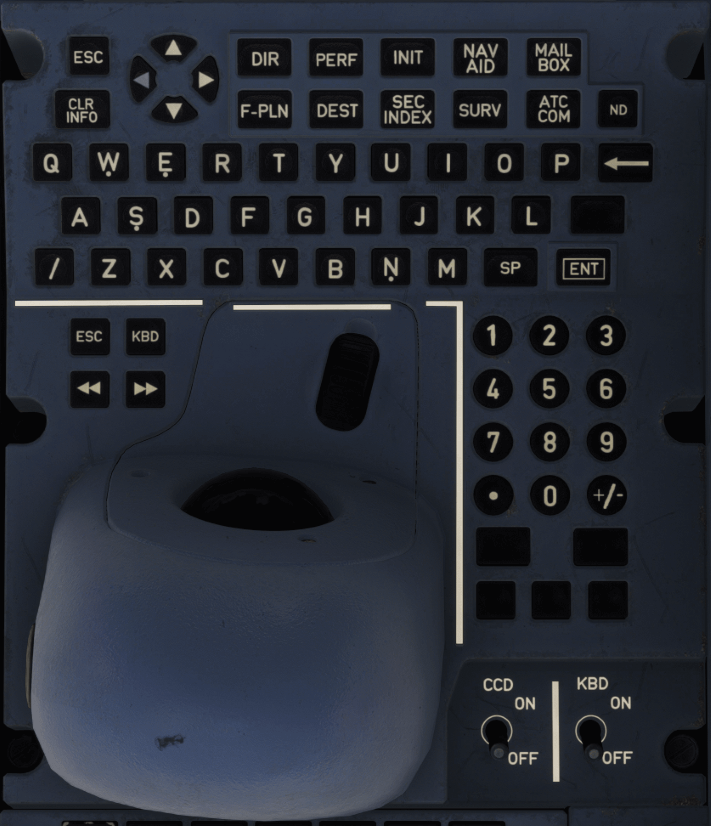 ESC DIR PERF INIT NAV AID MAIL BOX
CLR INFO F-PLN DEST SEC INDEX SURV ATC COM ND
Q Ẉ Ẹ R T Y U I O P ←
A Ṣ D F G H J K L
/ Z X C V B Ṇ M SP ENT
ESC KBD
1 2 3
4 5 6
7 8 9
. 0 +/-
CCD ON OFF
KBD ON OFF